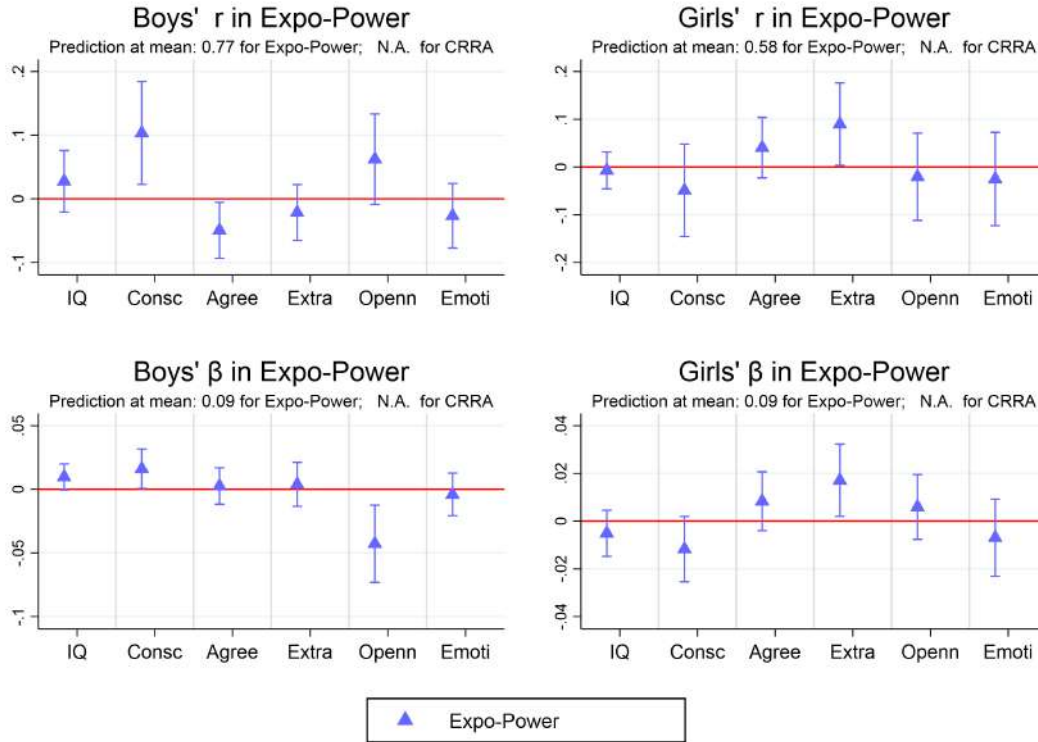 Boys' r in Expo-Power
Prediction at mean: 0.77 for Expo-Power; N.A. for CRRA
.2
.1
0
-.1
IQ Consc Agree Extra Openn Emoti
Girls' r in Expo-Power
Prediction at mean: 0.58 for Expo-Power; N.A. for CRRA
.2
.1
0
-.1
-.2
IQ Consc Agree Extra Openn Emoti
Boys' β in Expo-Power
Prediction at mean: 0.09 for Expo-Power; N.A. for CRRA
.05
0
-.05
-.1
IQ Consc Agree Extra Openn Emoti
Girls' β in Expo-Power
Prediction at mean: 0.09 for Expo-Power; N.A. for CRRA
.04
.02
0
-.02
-.04
IQ Consc Agree Extra Openn Emoti
Expo-Power